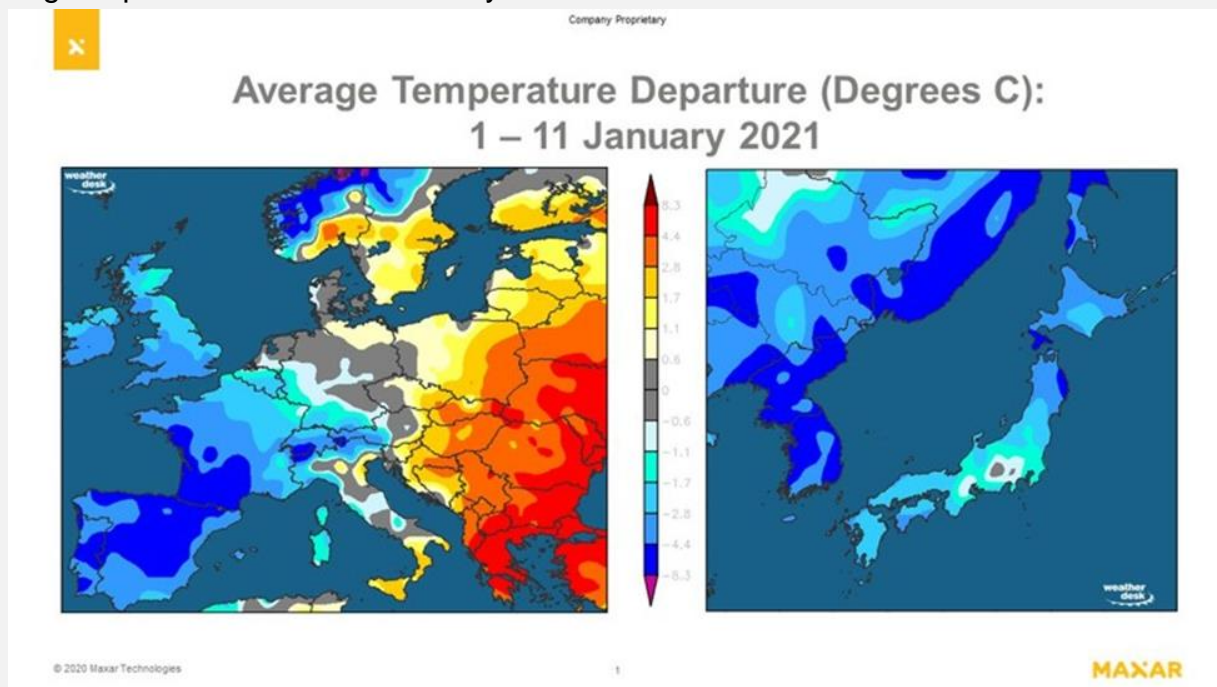 Company Proprietary
Average Temperature Departure (Degrees C):
1 – 11 January 2021
weather
desk
8.3
4.4
2.8
1.7
1.1
0.6
0
-0.6
-1.1
-1.7
-2.8
-4.4
-8.3
weather
desk
© 2020 Maxar Technologies
1
MAXAR